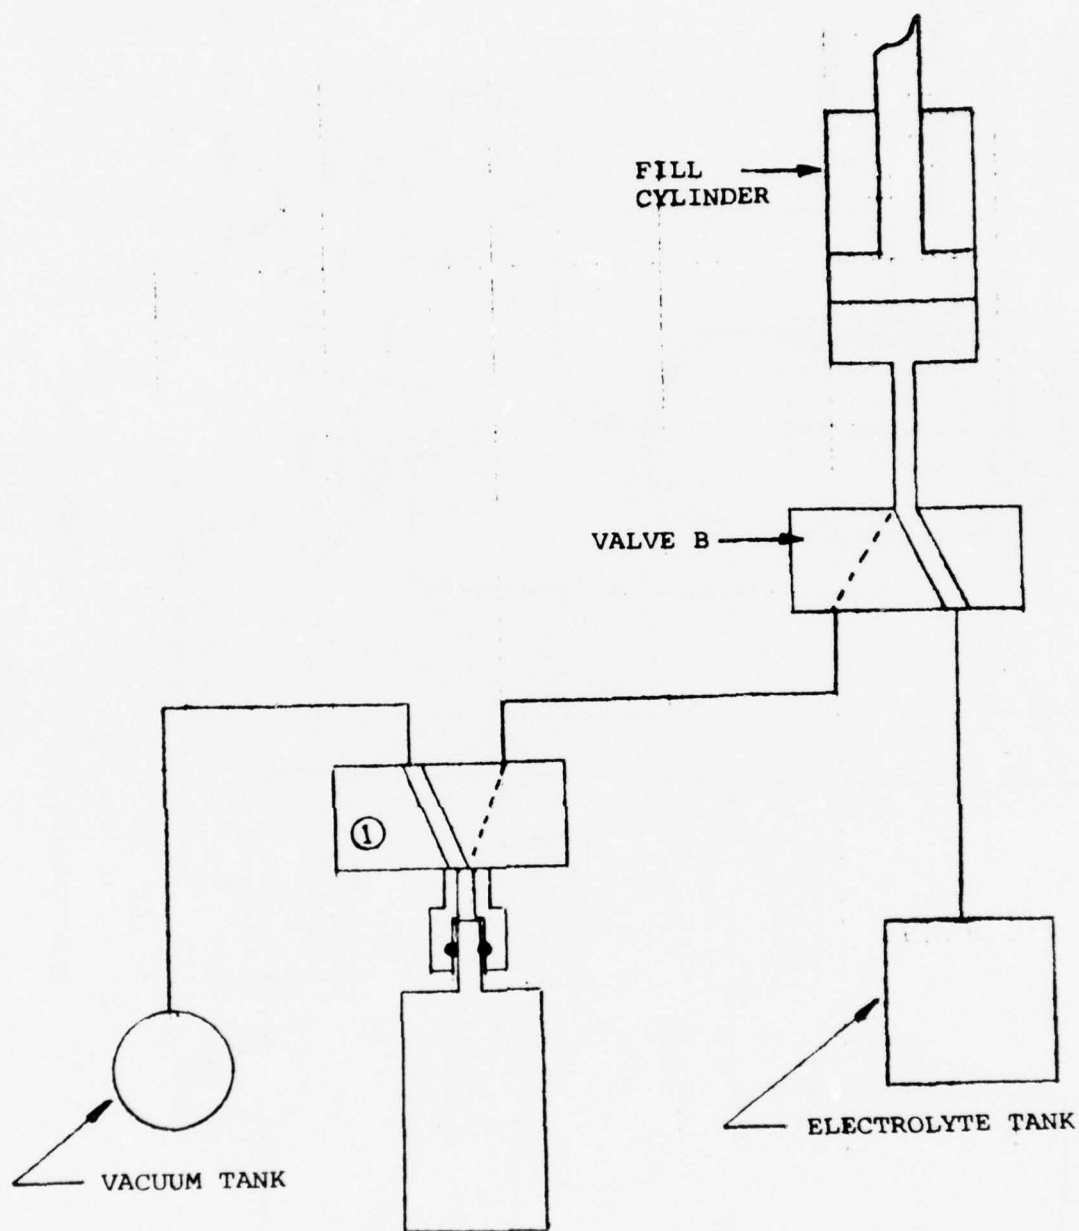 FILL
CYLINDER
VALVE B
1
ELECTROLYTE TANK
VACUUM TANK